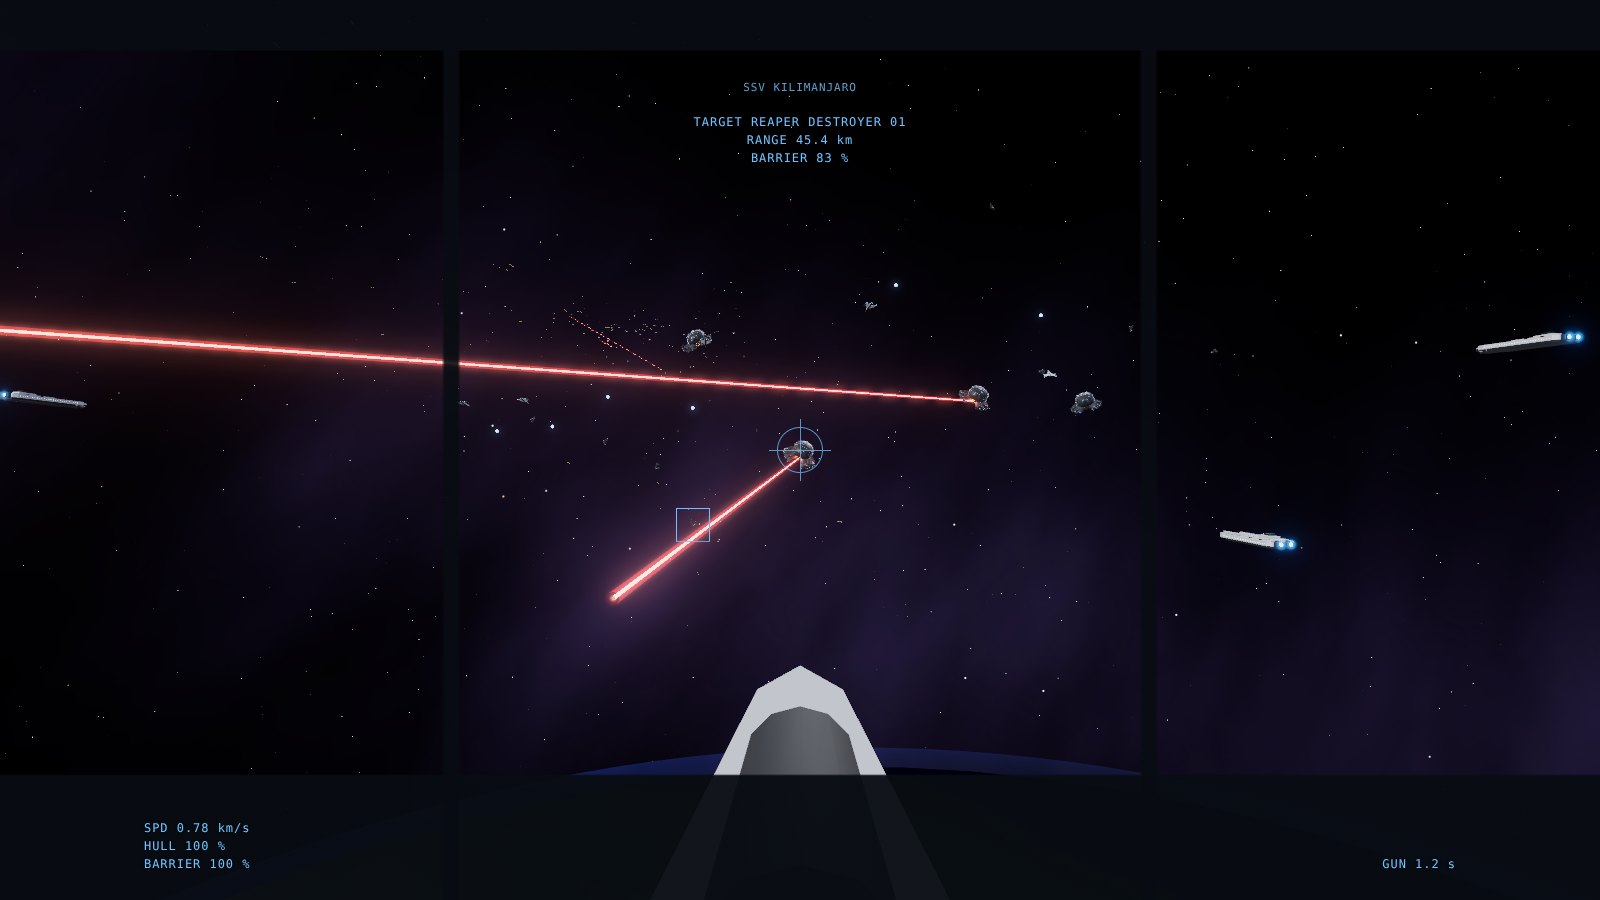 SSV KILIMANJARO
TARGET REAPER DESTROYER 01
RANGE 45.4 km
BARRIER 83 %
SPD 0.78 km/s
HULL 100 %
BARRIER 100 %
GUN 1.2 s